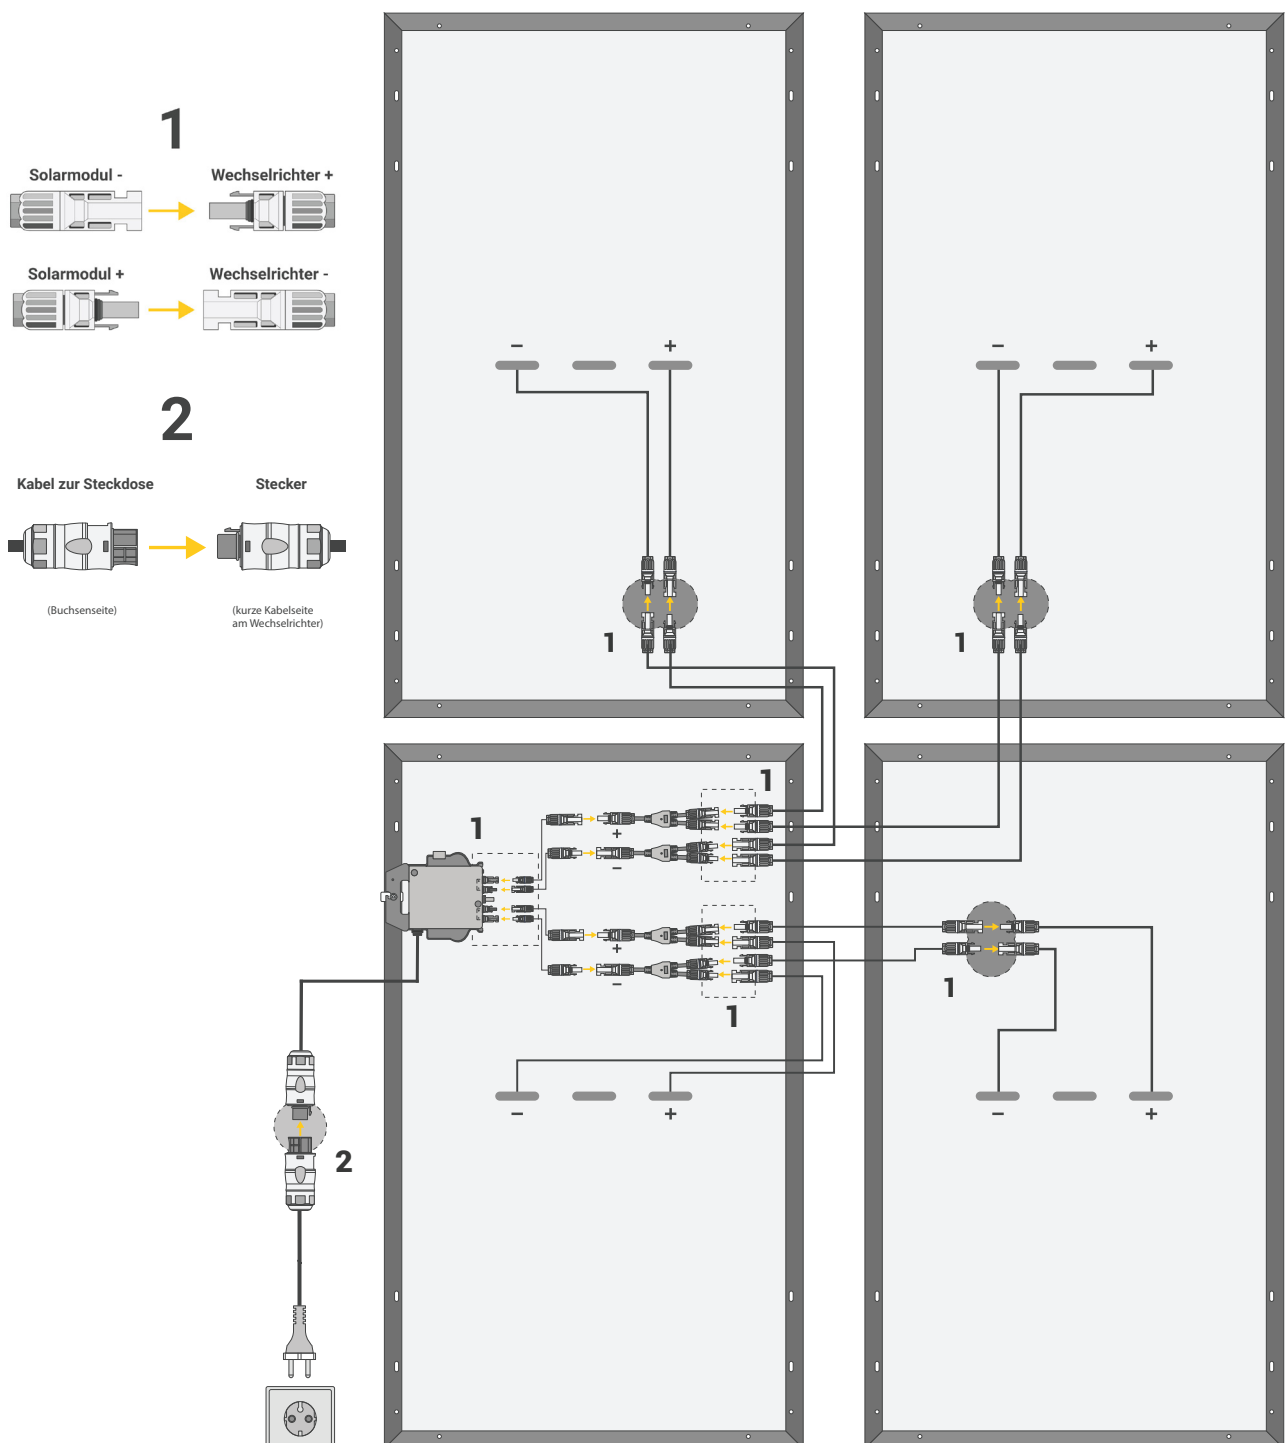 1
Solarmodul -
Wechselrichter +
Solarmodul +
Wechselrichter -
2
Kabel zur Steckdose
Stecker
(Buchsenseite)
(kurze Kabelseite
am Wechselrichter)
− +
− +
1
1
1
1
+
−
+
−
1
1
− +
− +
2